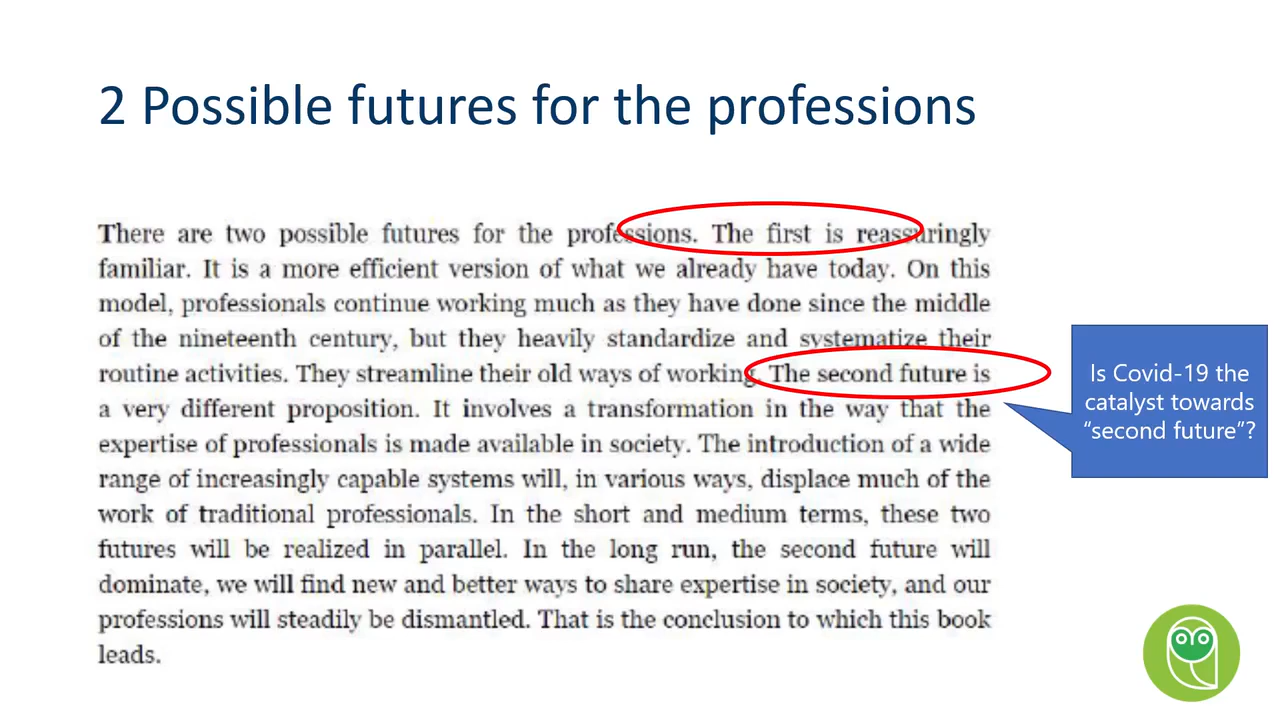 2 Possible futures for the professions
There are two possible futures for the professions. The first is reassuringly
familiar. It is a more efficient version of what we already have today. On this
model, professionals continue working much as they have done since the middle
of the nineteenth century, but they heavily standardize and systematize their
routine activities. They streamline their old ways of working. The second future is
a very different proposition. It involves a transformation in the way that the
expertise of professionals is made available in society. The introduction of a wide
range of increasingly capable systems will, in various ways, displace much of the
work of traditional professionals. In the short and medium terms, these two
futures will be realized in parallel. In the long run, the second future will
dominate, we will find new and better ways to share expertise in society, and our
professions will steadily be dismantled. That is the conclusion to which this book
leads.
Is Covid-19 the
catalyst towards
“second future”?